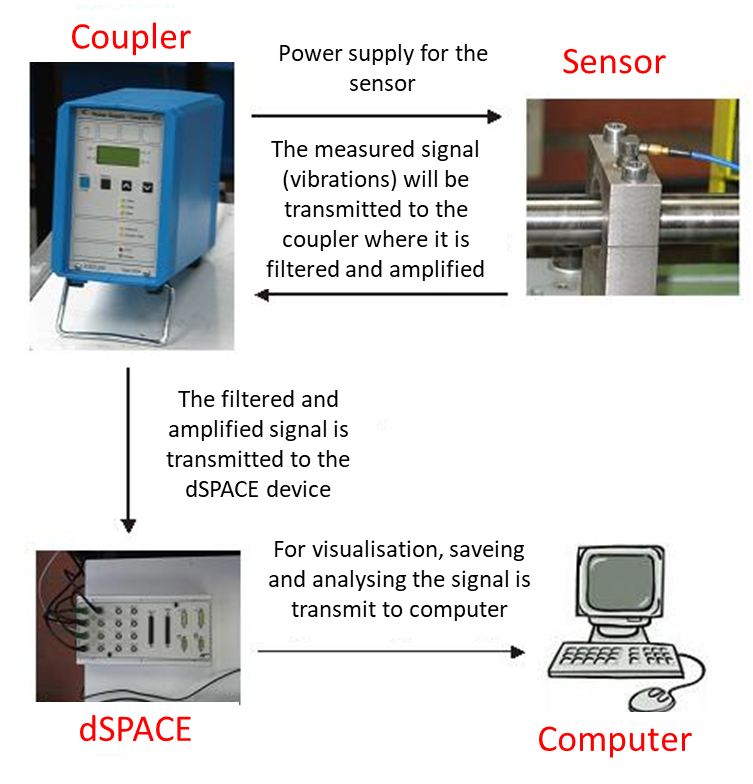 Coupler
Power supply for the
sensor
Sensor
The measured signal
(vibrations) will be
transmitted to the
coupler where it is
filtered and amplified
The filtered and
amplified signal is
transmitted to the
dSPACE device
For visualisation, saveing
and analysing the signal is
transmit to computer
dSPACE
Computer